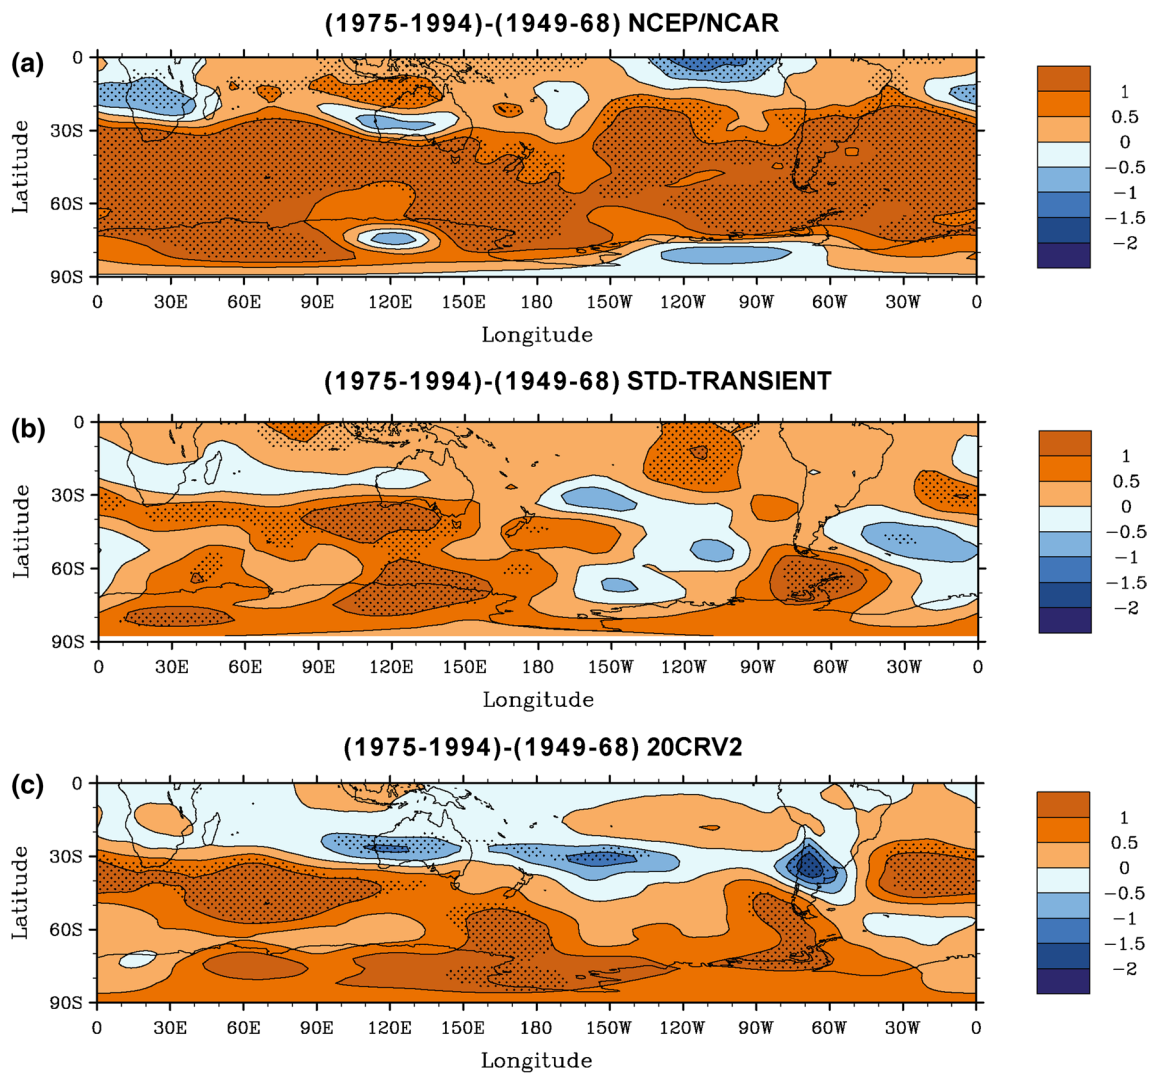 (1975-1994)-(1949-68) NCEP/NCAR
(a)
0
30S
60S
90S
Latitude
0 30E 60E 90E 120E 150E 180 150W 120W 90W 60W 30W 0
Longitude
1
0.5
0
−0.5
−1
−1.5
−2
(1975-1994)-(1949-68) STD-TRANSIENT
(b)
0
30S
60S
90S
Latitude
0 30E 60E 90E 120E 150E 180 150W 120W 90W 60W 30W 0
Longitude
1
0.5
0
−0.5
−1
−1.5
−2
(1975-1994)-(1949-68) 20CRV2
(c)
0
30S
60S
90S
Latitude
0 30E 60E 90E 120E 150E 180 150W 120W 90W 60W 30W 0
Longitude
1
0.5
0
−0.5
−1
−1.5
−2